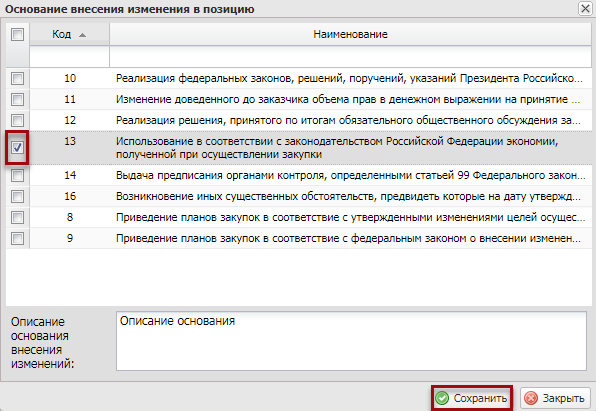 Основание внесения изменения в позицию
Код Наименование
10 Реализация федеральных законов, решений, поручений, указаний Президента Российско...
11 Изменение доведенного до заказчика объема прав в денежном выражении на принятие ...
12 Реализация решения, принятого по итогам обязательного общественного обсуждения за...
13 Использование в соответствии с законодательством Российской Федерации экономии,
полученной при осуществлении закупки
14 Выдача предписания органами контроля, определенными статьей 99 Федерального закон...
16 Возникновение иных существенных обстоятельств, предвидеть которые на дату утвержд...
8 Приведение планов закупок в соответствие с утвержденными изменениями целей осущес...
9 Приведение планов закупок в соответствие с федеральным законом о внесении изменен...
Описание
основания
внесения
изменений:
Описание основания
Сохранить Закрыть